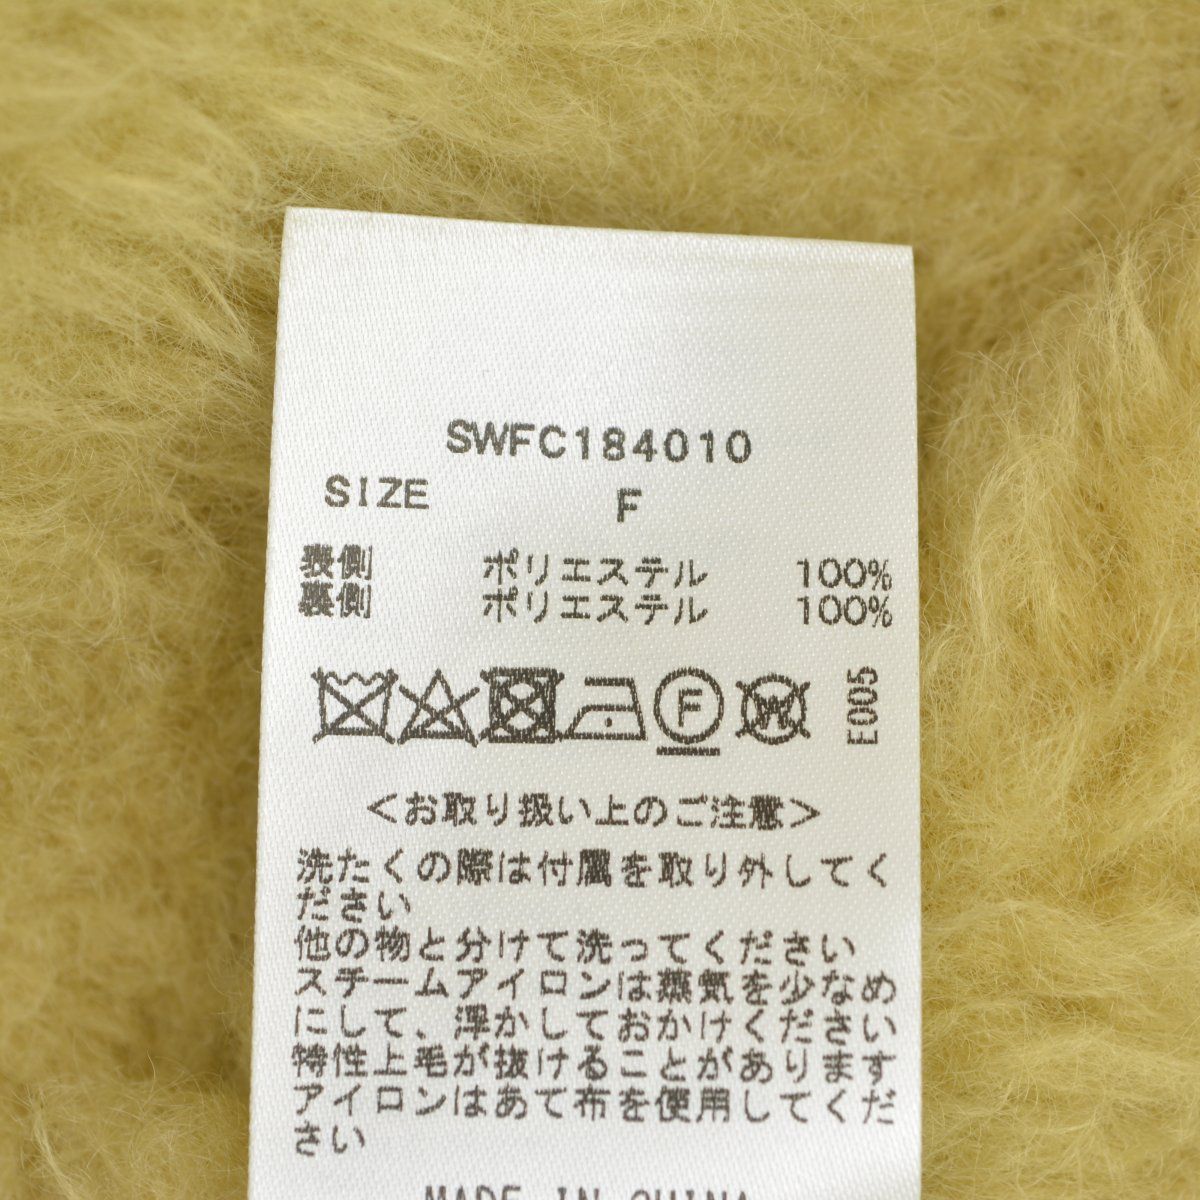 SWFC184010
SIZE F
表側 ポリエステル 100%
裏側 ポリエステル 100%
F E005
＜お取り扱い上のご注意＞
洗たくの際は付属を取り外してく
ださい
他の物と分けて洗ってください
スチームアイロンは蒸気を少なめ
にして、浮かしておかけください
特性上毛が抜けることがあります
アイロンはあて布を使用してくだ
さい
MADE IN CHINA